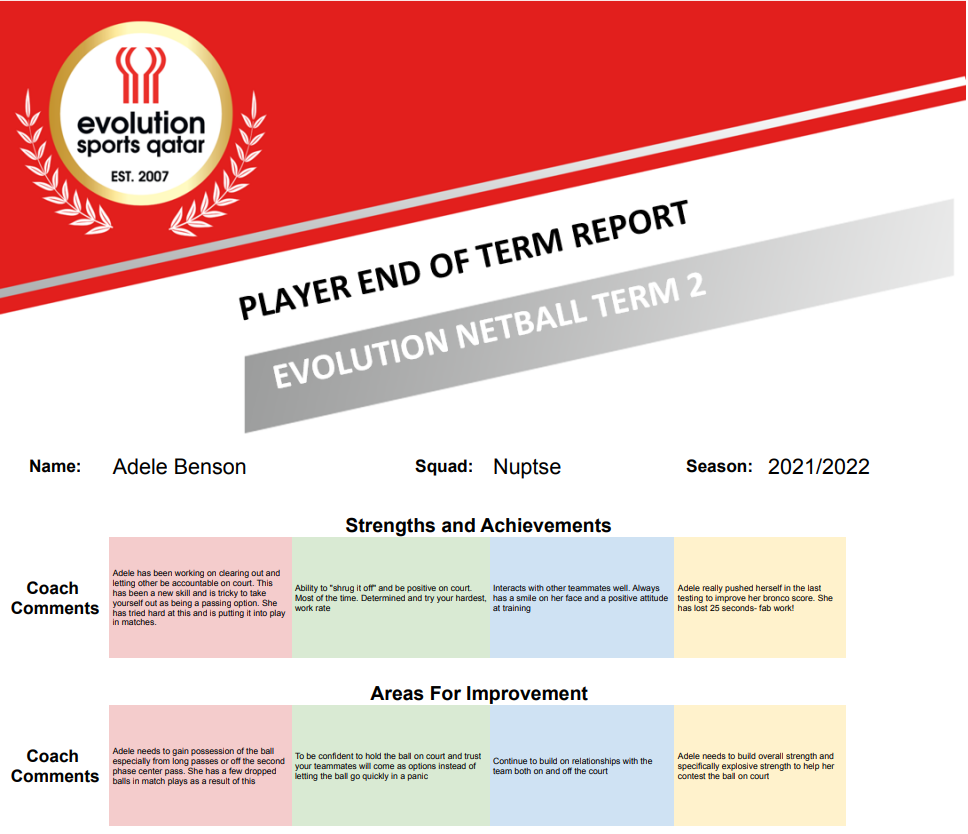 evolution
sports qatar
EST. 2007
PLAYER END OF TERM REPORT
EVOLUTION NETBALL TERM 2
Name: Adele Benson Squad: Nuptse Season: 2021/2022
Strengths and Achievements
Coach
Comments
Adele has been working on clearing out and
letting other be accountable on court. This
has been a new skill and is tricky to take
yourself out as being a passing option. She
has tried hard at this and is putting it into play
in matches.
Ability to "shrug it off" and be positive on court.
Most of the time. Determined and try your hardest,
work rate
Interacts with other teammates well. Always
has a smile on her face and a positive attitude
at training
Adele really pushed herself in the last
testing to improve her bronco score. She
has lost 25 seconds- fab work!
Areas For Improvement
Coach
Comments
Adele needs to gain possession of the ball
especially from long passes or off the second
phase center pass. She has a few dropped
balls in match plays as a result of this
To be confident to hold the ball on court and trust
your teammates will come as options instead of
letting the ball go quickly in a panic
Continue to build on relationships with the
team both on and off the court
Adele needs to build overall strength and
specifically explosive strength to help her
contest the ball on court